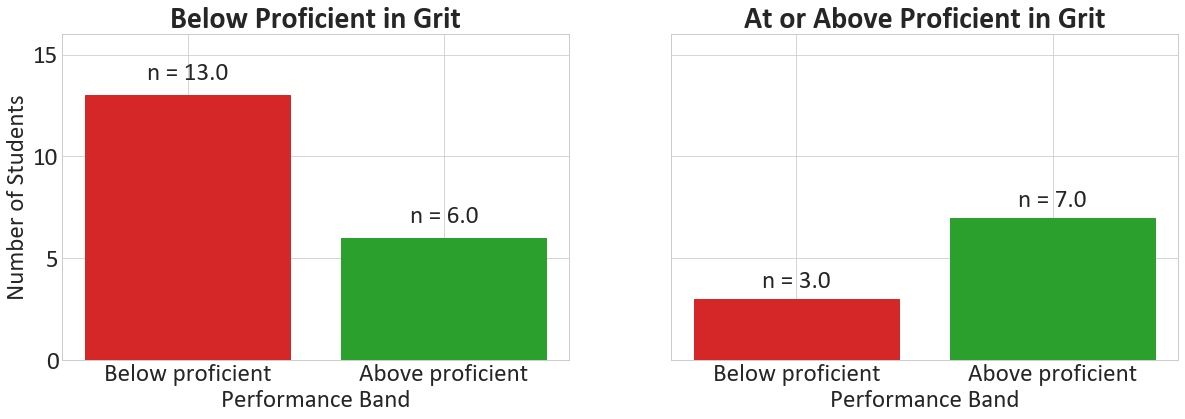 Below Proficient in Grit
Number of Students
15
10
5
0
n = 13.0
n = 6.0
Below proficient
Above proficient
Performance Band
At or Above Proficient in Grit
n = 3.0
n = 7.0
Below proficient
Above proficient
Performance Band